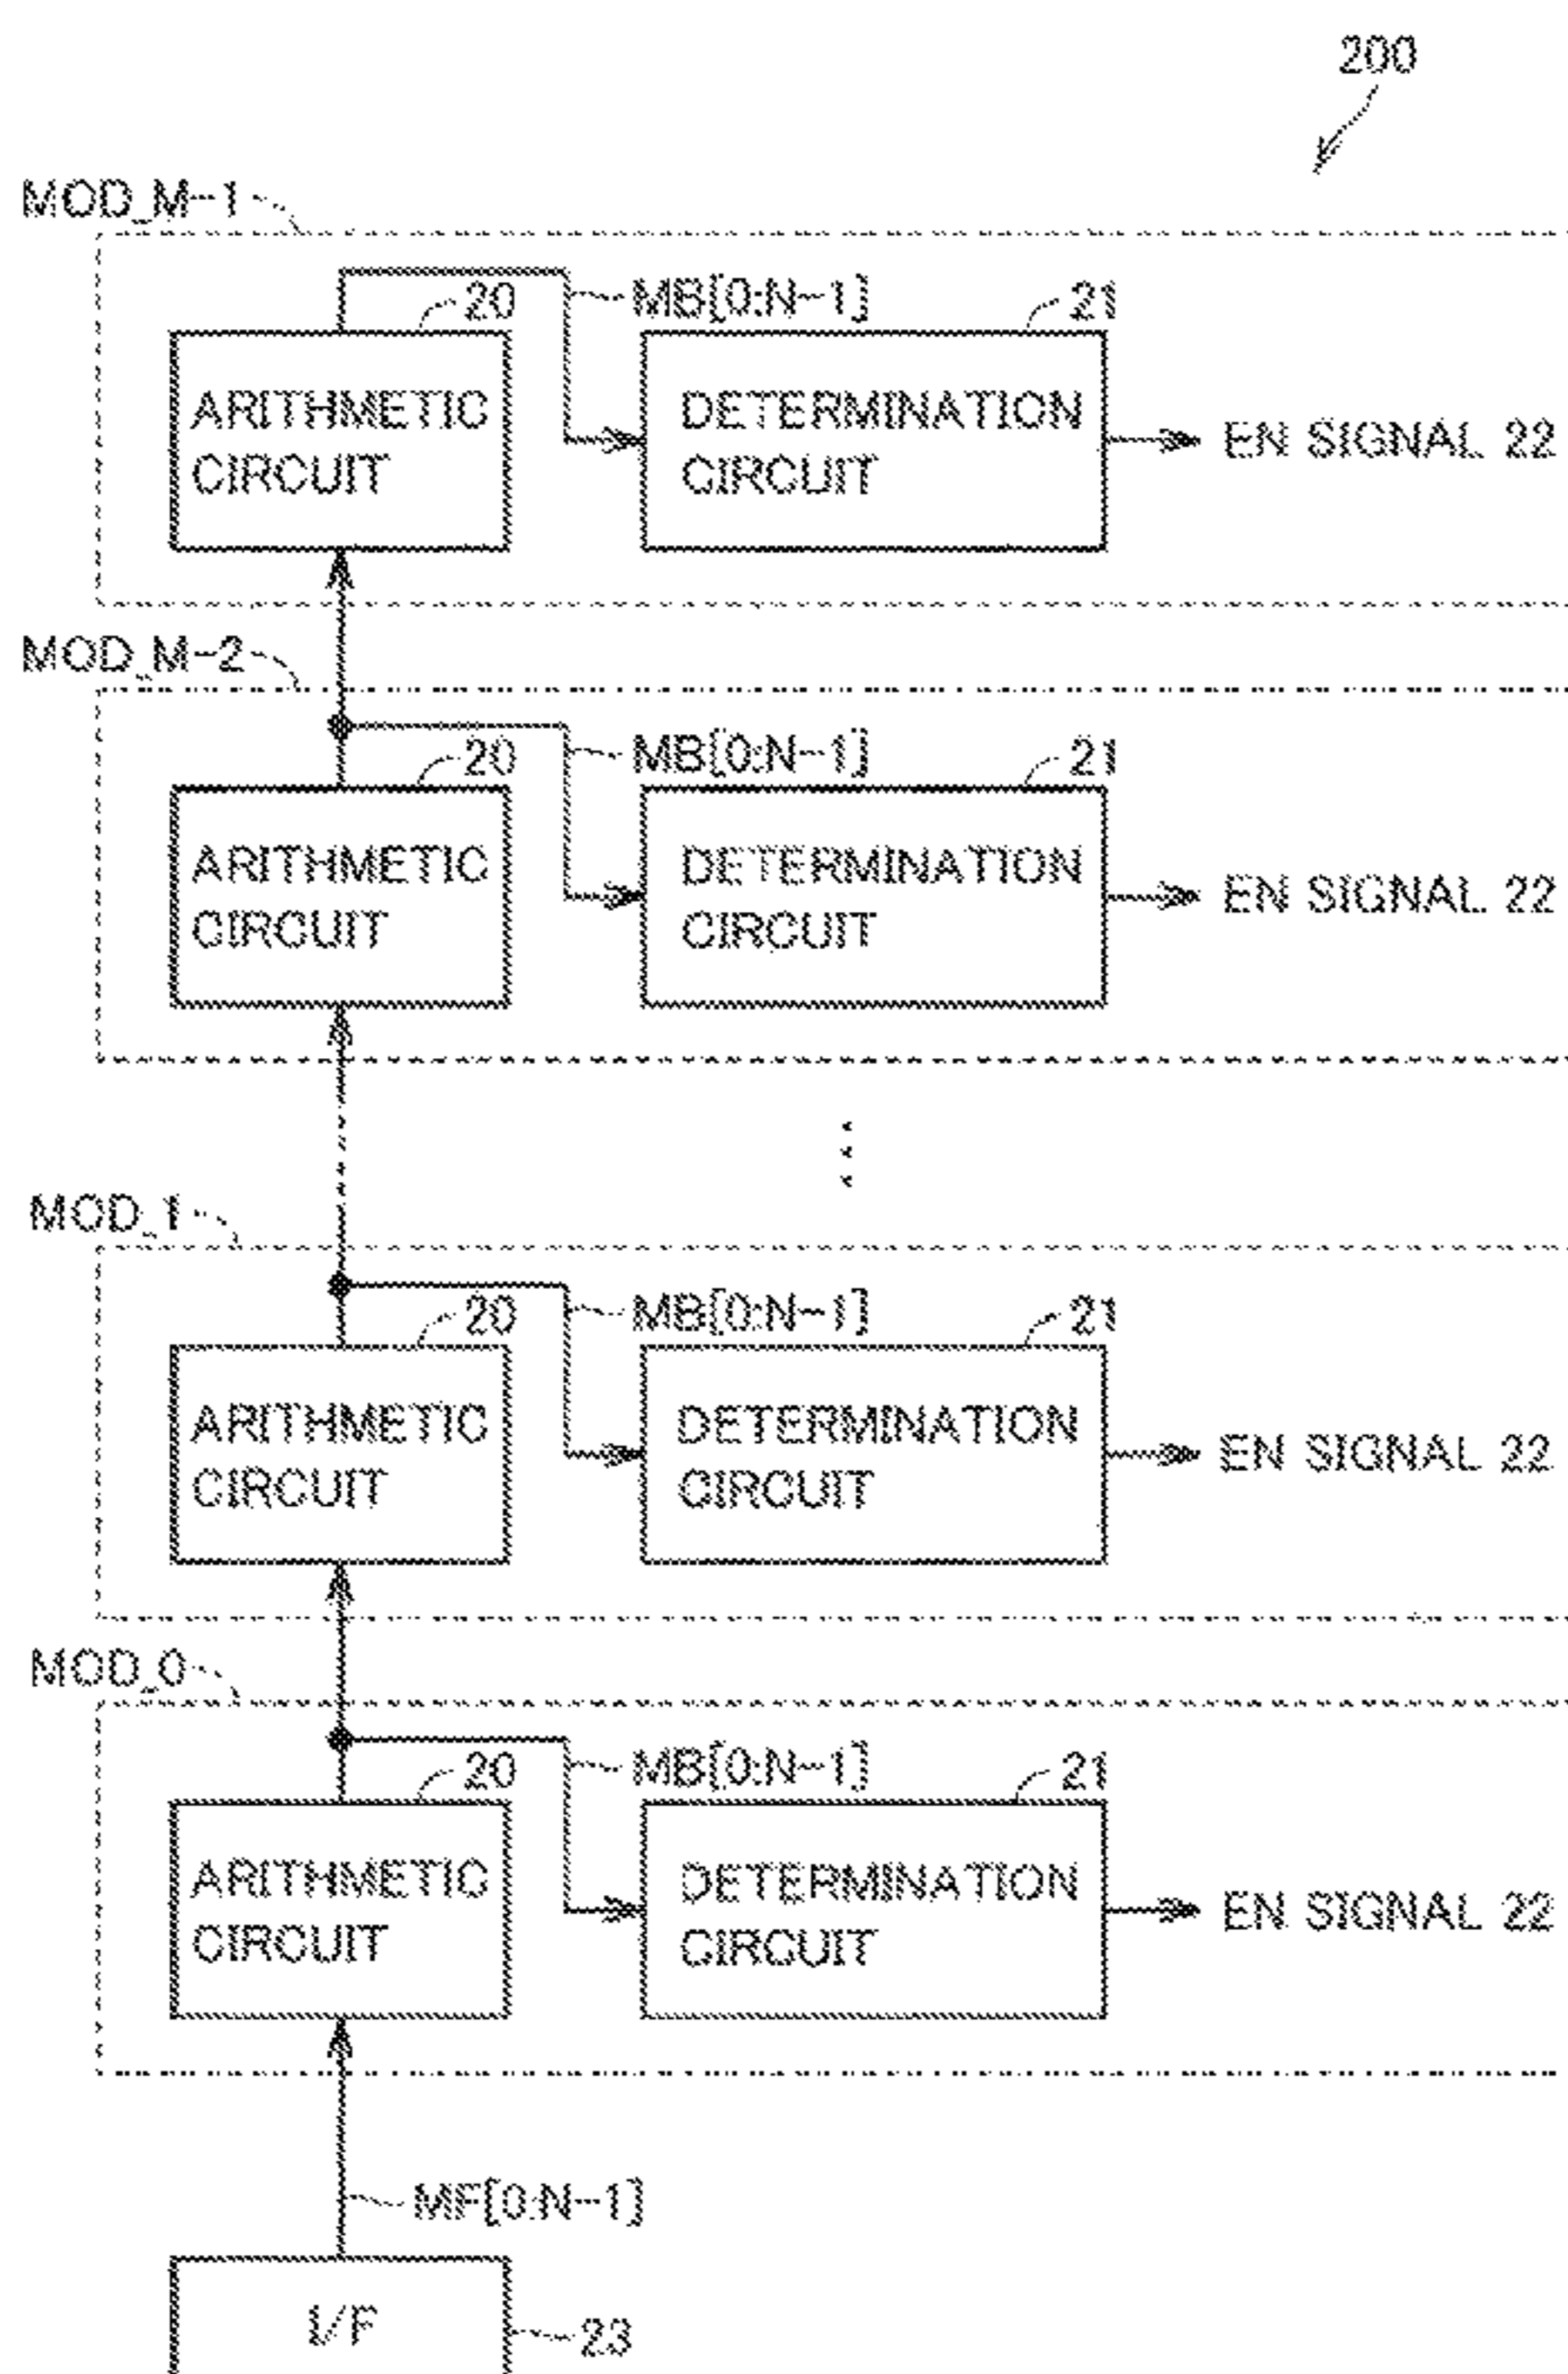 200
MOD_M-1
20
MB[0:N-1]
21
ARITHMETIC
CIRCUIT
DETERMINATION
CIRCUIT
EN SIGNAL 22
MOD_M-2
20
MB[0:N-1]
21
ARITHMETIC
CIRCUIT
DETERMINATION
CIRCUIT
EN SIGNAL 22
MOD_1
20
MB[0:N-1]
21
ARITHMETIC
CIRCUIT
DETERMINATION
CIRCUIT
EN SIGNAL 22
MOD_0
20
MB[0:N-1]
21
ARITHMETIC
CIRCUIT
DETERMINATION
CIRCUIT
EN SIGNAL 22
MF[0:N-1]
I/F
23